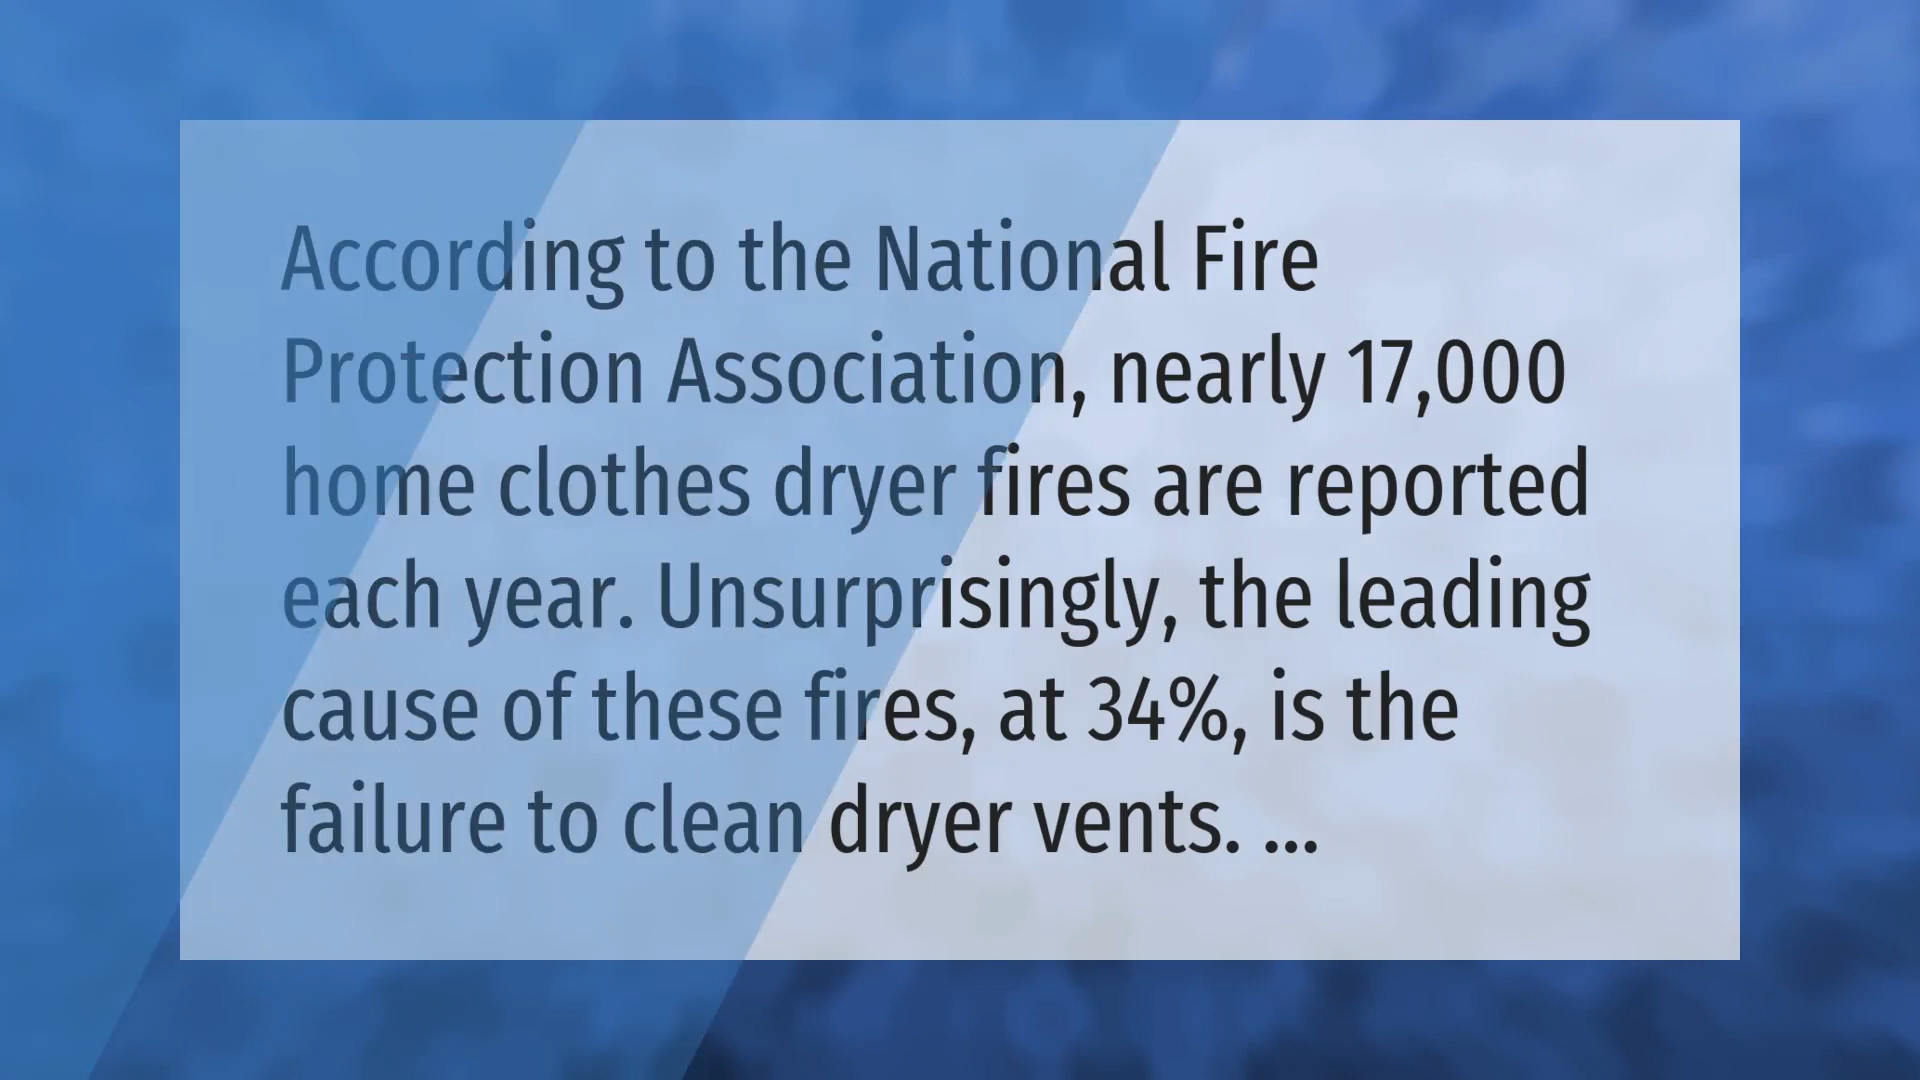 According to the National Fire
Protection Association, nearly 17,000
home clothes dryer fires are reported
each year. Unsurprisingly, the leading
cause of these fires, at 34%, is the
failure to clean dryer vents. ...